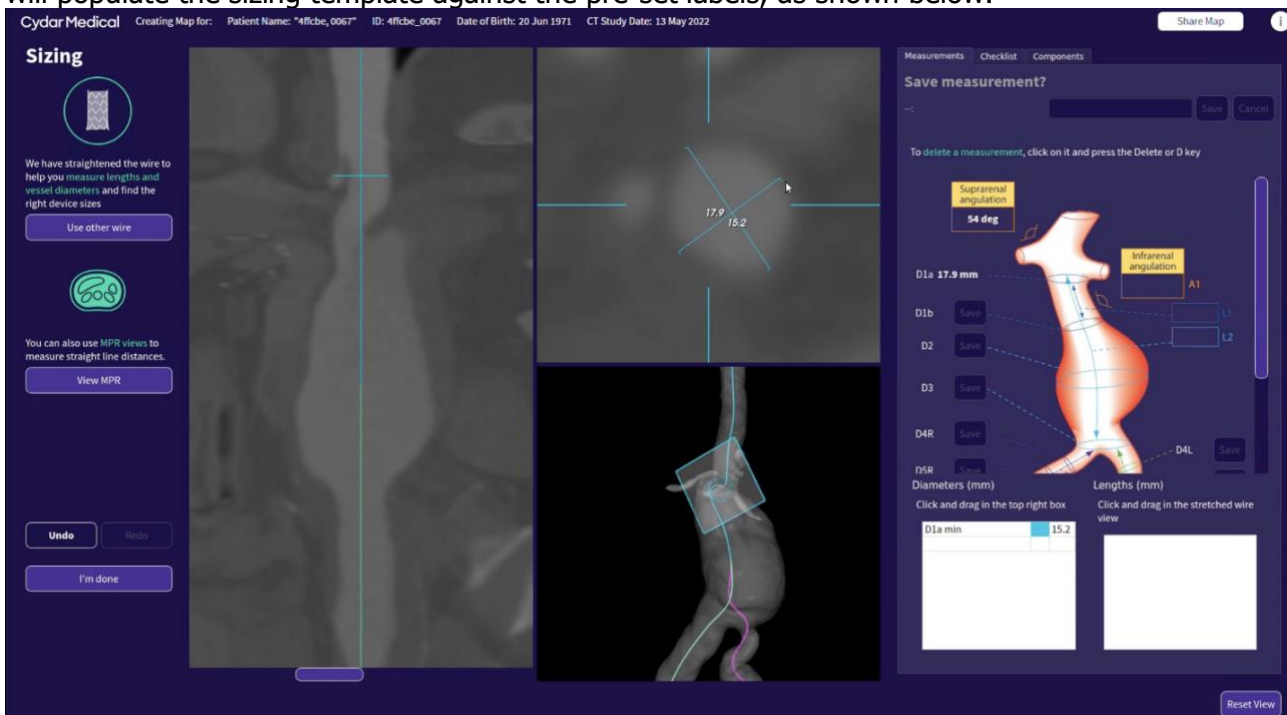 will populate the sizing template against the pre-set labels, as shown below.
Cydar Medical Creating Map for: Patient Name: "4ffcbe, 0067" ID: 4ffcbe_0067 Date of Birth: 20 Jun 1971 CT Study Date: 13 May 2022
Share Map
i
Sizing
We have straightened the wire to
help you measure lengths and
vessel diameters and find the
right device sizes
Use other wire
You can also use MPR views to
measure straight line distances.
View MPR
Undo
Redo
I'm done
17.9
15.2
Measurements Checklist Components
Save measurement?
--:
Save Cancel
To delete a measurement, click on it and press the Delete or D key
Suprarenal
angulation
54 deg
Infrarenal
angulation
A1
D1a 17.9 mm
D1b Save
L1
D2 Save
L2
D3 Save
D4R Save
D4L Save
D5R Save
Diameters (mm)
Click and drag in the top right box
D1a min 15.2
Lengths (mm)
Click and drag in the stretched wire
view
Reset View